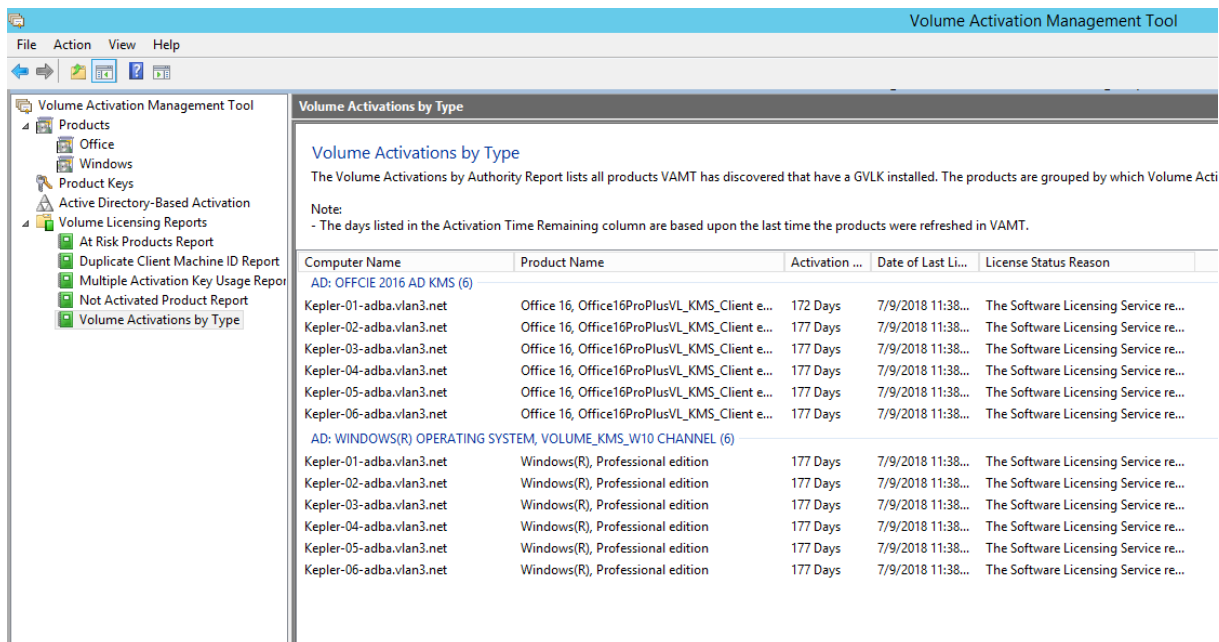 Volume Activation Management Tool
File Action View Help
Volume Activation Management Tool
Products
Office
Windows
Product Keys
Active Directory-Based Activation
Volume Licensing Reports
At Risk Products Report
Duplicate Client Machine ID Report
Multiple Activation Key Usage Repor
Not Activated Product Report
Volume Activations by Type
Volume Activations by Type
Volume Activations by Type
The Volume Activations by Authority Report lists all products VAMT has discovered that have a GVLK installed. The products are grouped by which Volume Acti
Note:
- The days listed in the Activation Time Remaining column are based upon the last time the products were refreshed in VAMT.
Computer Name Product Name Activation ... Date of Last Li... License Status Reason
AD: OFFCIE 2016 AD KMS (6)
Kepler-01-adba.vlan3.net Office 16, Office16ProPlusVL_KMS_Client e... 172 Days 7/9/2018 11:38... The Software Licensing Service re...
Kepler-02-adba.vlan3.net Office 16, Office16ProPlusVL_KMS_Client e... 177 Days 7/9/2018 11:38... The Software Licensing Service re...
Kepler-03-adba.vlan3.net Office 16, Office16ProPlusVL_KMS_Client e... 177 Days 7/9/2018 11:38... The Software Licensing Service re...
Kepler-04-adba.vlan3.net Office 16, Office16ProPlusVL_KMS_Client e... 177 Days 7/9/2018 11:38... The Software Licensing Service re...
Kepler-05-adba.vlan3.net Office 16, Office16ProPlusVL_KMS_Client e... 177 Days 7/9/2018 11:38... The Software Licensing Service re...
Kepler-06-adba.vlan3.net Office 16, Office16ProPlusVL_KMS_Client e... 177 Days 7/9/2018 11:38... The Software Licensing Service re...
AD: WINDOWS(R) OPERATING SYSTEM, VOLUME_KMS_W10 CHANNEL (6)
Kepler-01-adba.vlan3.net Windows(R), Professional edition 177 Days 7/9/2018 11:38... The Software Licensing Service re...
Kepler-02-adba.vlan3.net Windows(R), Professional edition 177 Days 7/9/2018 11:38... The Software Licensing Service re...
Kepler-03-adba.vlan3.net Windows(R), Professional edition 177 Days 7/9/2018 11:38... The Software Licensing Service re...
Kepler-04-adba.vlan3.net Windows(R), Professional edition 177 Days 7/9/2018 11:38... The Software Licensing Service re...
Kepler-05-adba.vlan3.net Windows(R), Professional edition 177 Days 7/9/2018 11:38... The Software Licensing Service re...
Kepler-06-adba.vlan3.net Windows(R), Professional edition 177 Days 7/9/2018 11:38... The Software Licensing Service re...